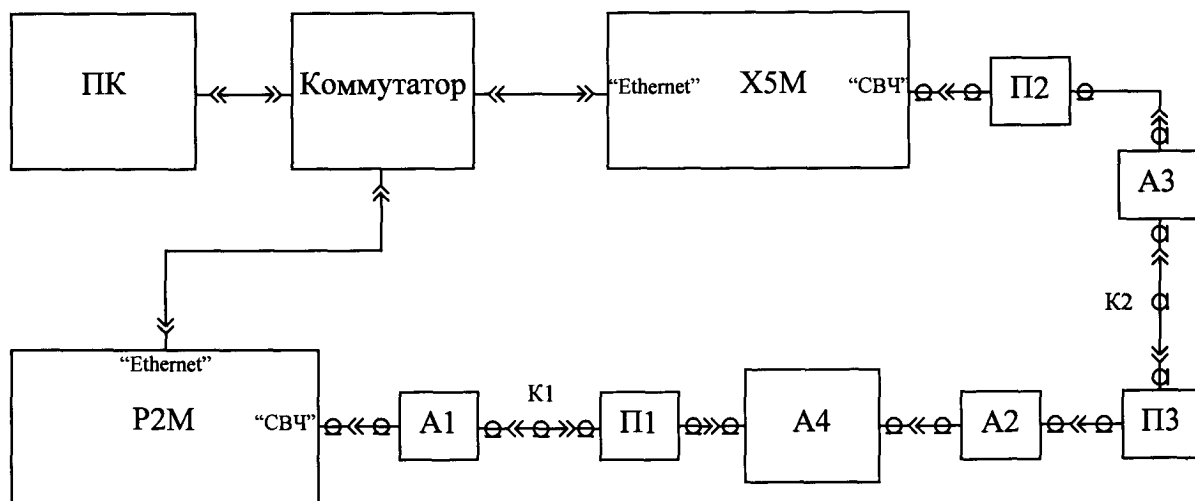 ПК
Коммутатор
“Ethernet”
Х5М
“СВЧ”
П2
А3
К2
“Ethernet”
Р2М
“СВЧ”
А1
К1
П1
А4
А2
П3